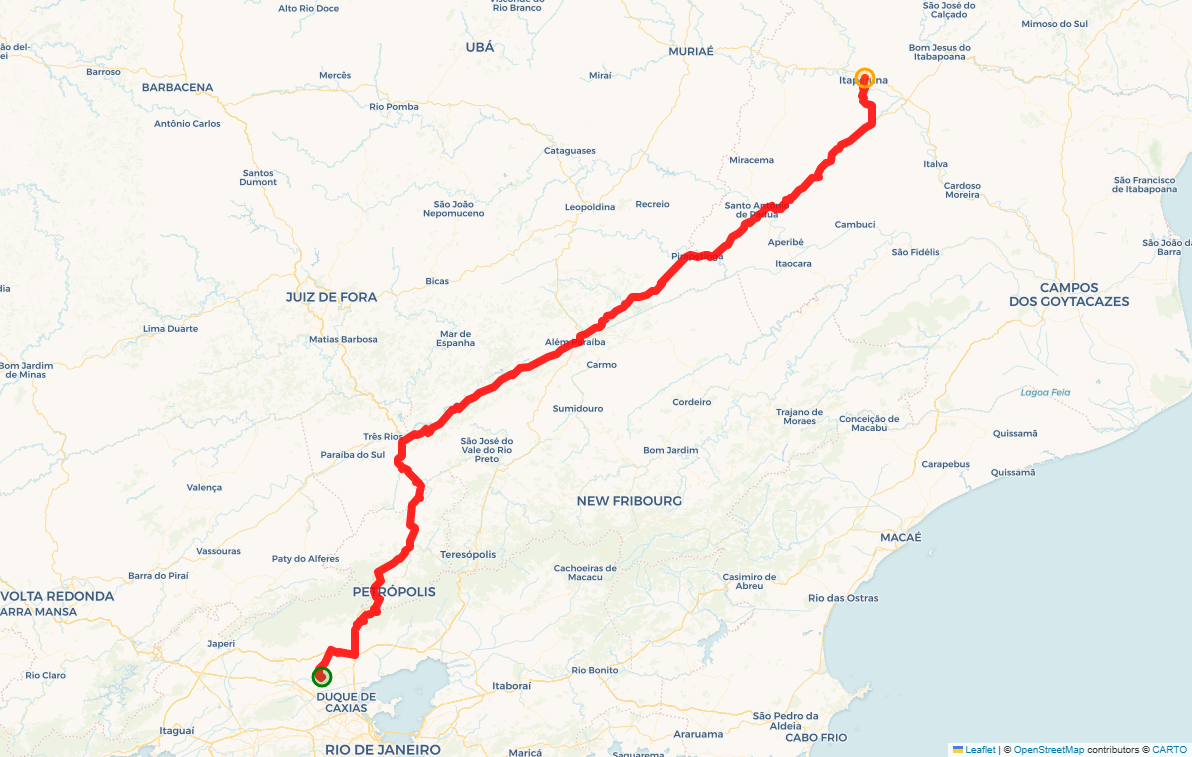 Alto Rio Doce
Visconde do
Rio Branco
São José do
Calçado
Mimoso do Sul
UBÁ
MURIAÉ
Bom Jesus do
Itabapoana
ão del-
ei
Barroso
Mercês
Miraí
Itaperuna
BARBACENA
Rio Pomba
Antônio Carlos
Cataguases
Miracema
Italva
Santos
Dumont
São João
Nepomuceno
Leopoldina
Recreio
Santo Antônio
de Pádua
Cardoso
Moreira
São Francisco
de Itabapoana
Cambuci
Aperibé
São Fidélis
São João da
Barra
Pirapetinga
Itaocara
dia
Bicas
JUIZ DE FORA
CAMPOS
DOS GOYTACAZES
Lima Duarte
Matias Barbosa
Mar de
Espanha
Além Paraíba
Carmo
Bom Jardim
de Minas
Lagoa Feia
Sumidouro
Cordeiro
Trajano de
Moraes
Conceição de
Macabu
Quissamã
Três Rios
Paraíba do Sul
São José do
Vale do Rio
Preto
Bom Jardim
Carapebus
Quissamã
Valença
NEW FRIBOURG
MACAÉ
Vassouras
Paty do Alferes
Teresópolis
Barra do Piraí
Cachoeiras de
Macacu
Casimiro de
Abreu
VOLTA REDONDA
ARRA MANSA
PETRÓPOLIS
Rio das Ostras
Japeri
Rio Claro
Rio Bonito
Itaboraí
DUQUE DE
CAXIAS
São Pedro da
Aldeia
Itaguaí
Araruama
CABO FRIO
RIO DE JANEIRO
Maricá
Saquarema
Leaflet | © OpenStreetMap contributors © CARTO